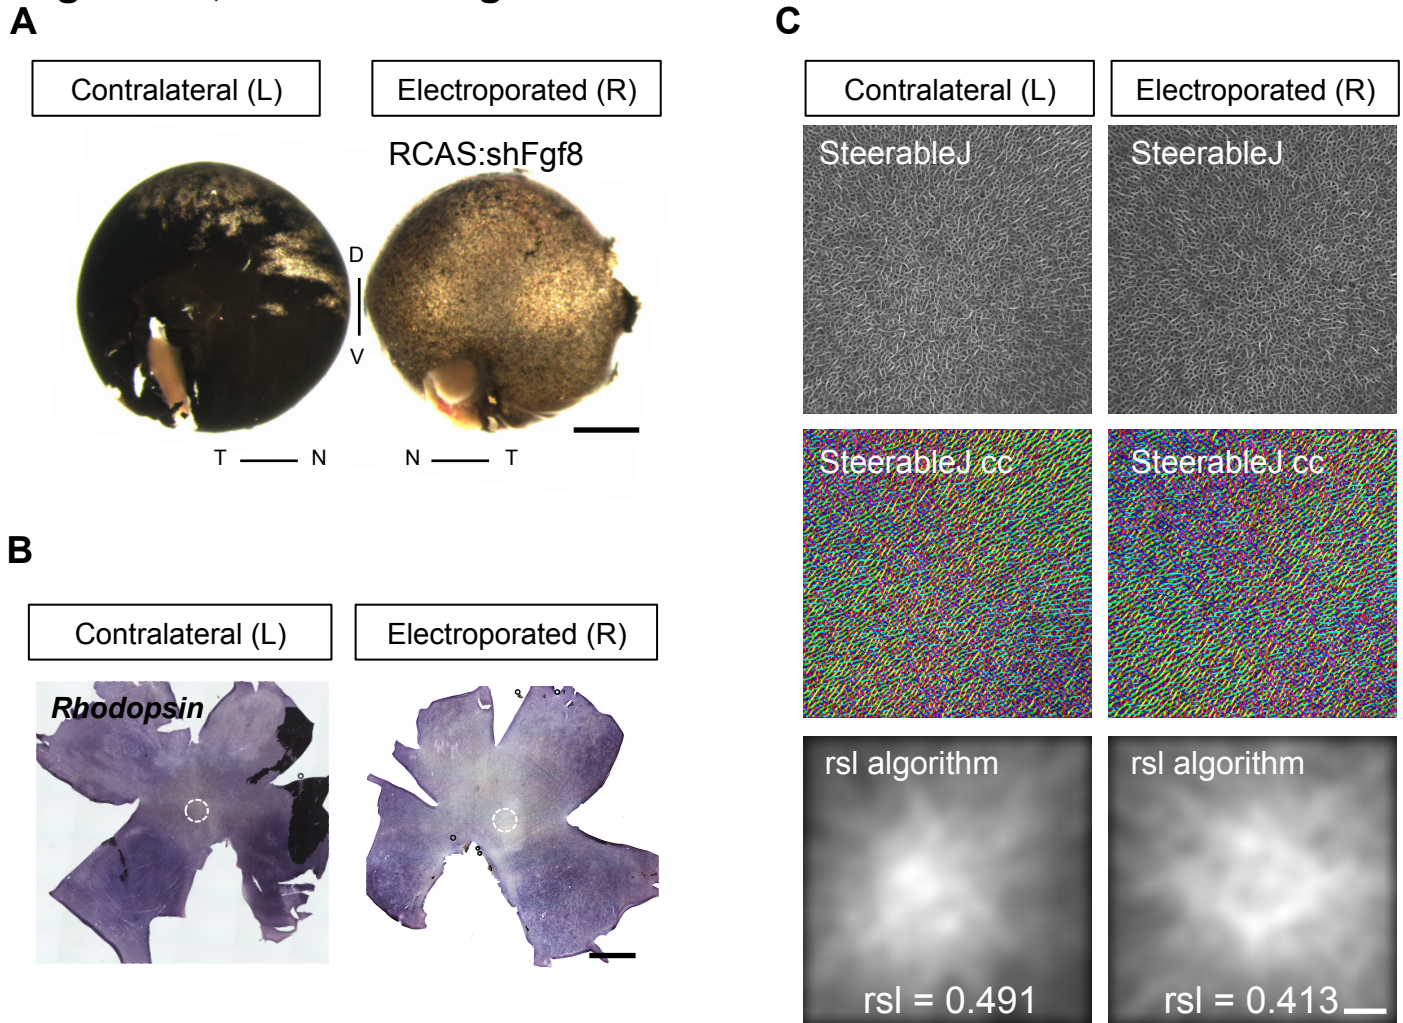 A
Contralateral (L)
Electroporated (R)
RCAS:shFgf8
D
V
T N
N T
B
Contralateral (L)
Electroporated (R)
Rhodopsin
C
Contralateral (L)
Electroporated (R)
SteerableJ
SteerableJ
SteerableJ cc
SteerableJ cc
rsl algorithm
rsl algorithm
rsl = 0.491
rsl = 0.413